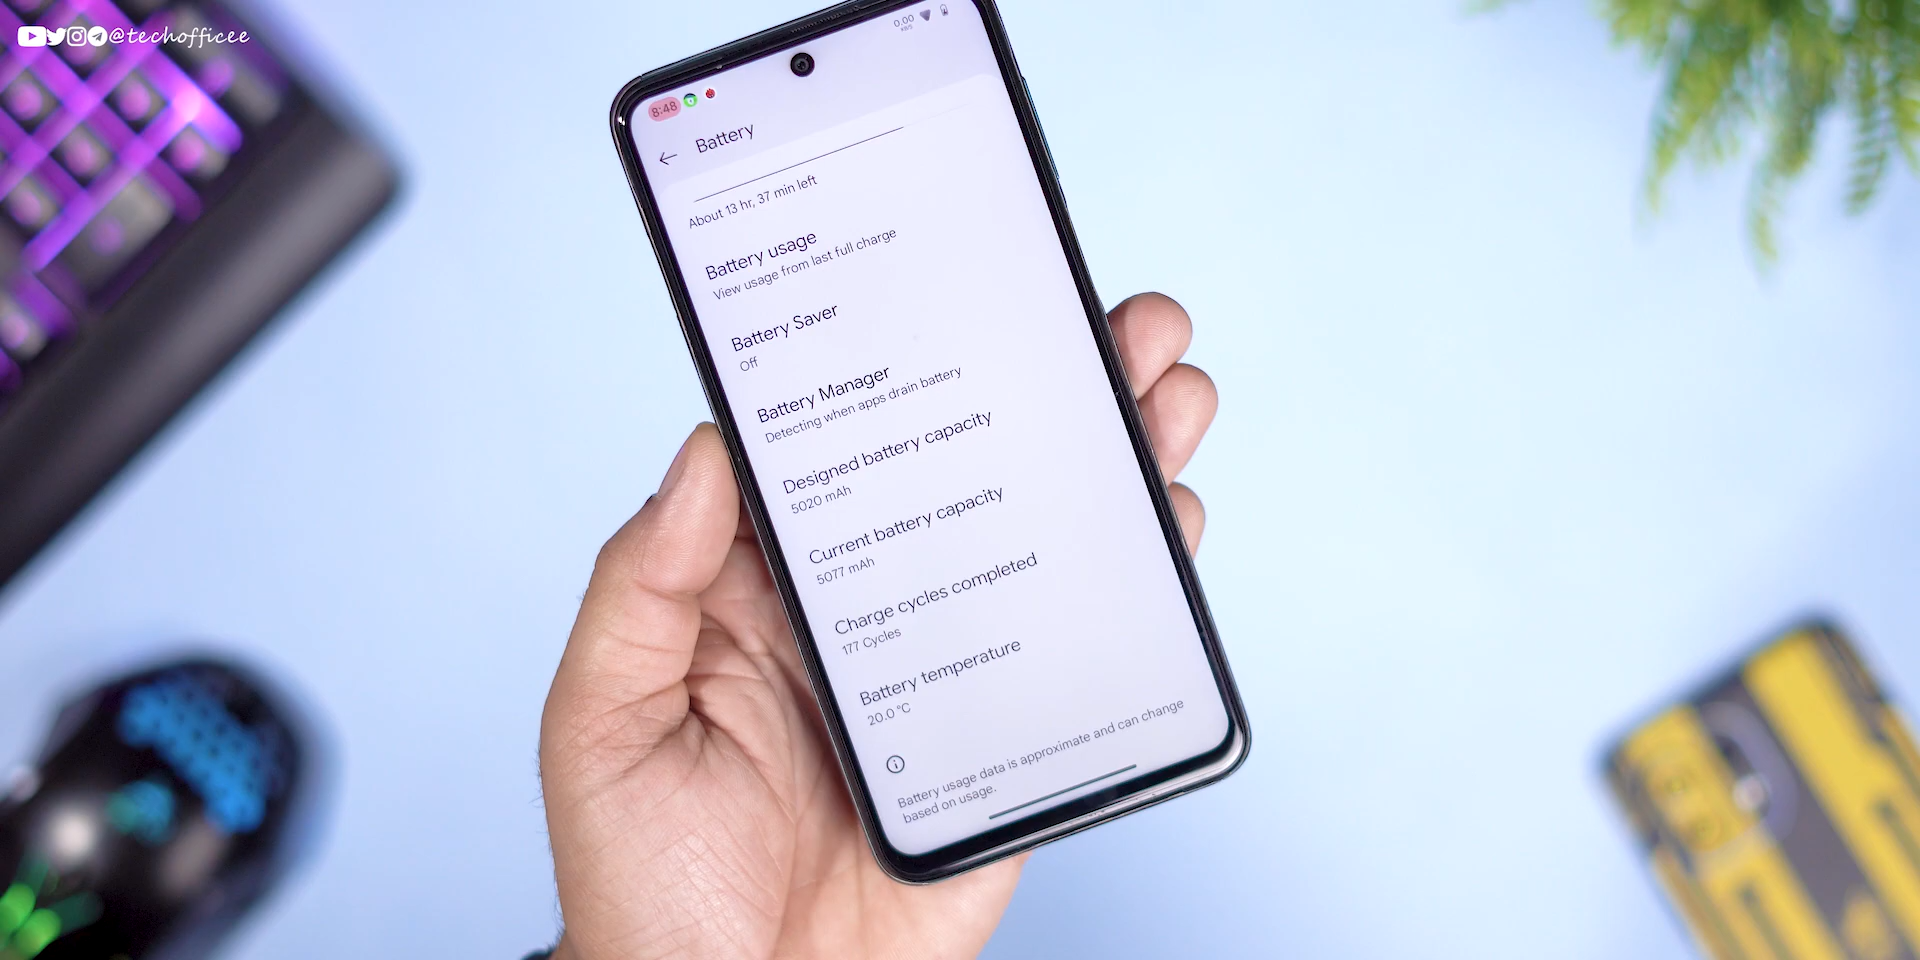 @techofficee
0.00
KB/S
8:48
Battery
About 13 hr, 37 min left
Battery usage
View usage from last full charge
Battery Saver
Off
Battery Manager
Detecting when apps drain battery
Designed battery capacity
5020 mAh
Current battery capacity
5077 mAh
Charge cycles completed
177 Cycles
Battery temperature
20.0 °C
Battery usage data is approximate and can change
based on usage.